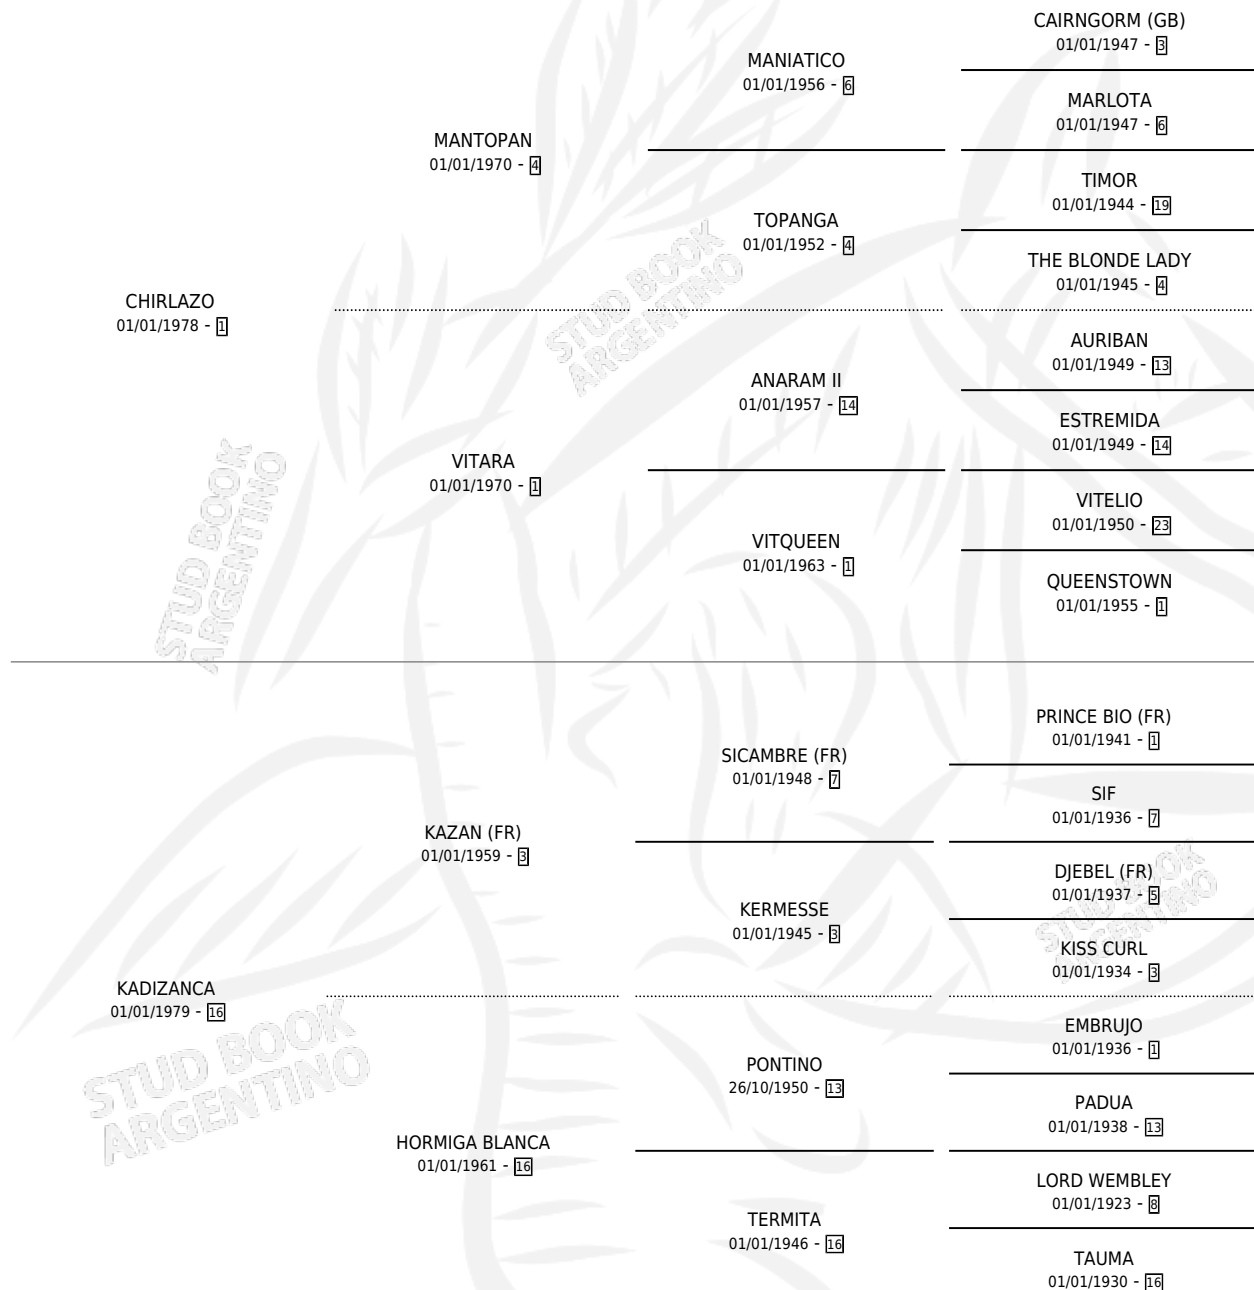 CAIRNGORM (GB)
01/01/1947 - 3
MANIATICO
01/01/1956 - 6
MARLOTA
01/01/1947 - 6
MANTOPAN
01/01/1970 - 4
TIMOR
01/01/1944 - 19
TOPANGA
01/01/1952 - 4
THE BLONDE LADY
01/01/1945 - 4
CHIRLAZO
01/01/1978 - 1
AURIBAN
01/01/1949 - 13
ANARAM II
01/01/1957 - 14
ESTREMIDA
01/01/1949 - 14
VITARA
01/01/1970 - 1
VITELIO
01/01/1950 - 23
VITQUEEN
01/01/1963 - 1
QUEENSTOWN
01/01/1955 - 1
PRINCE BIO (FR)
01/01/1941 - 1
SICAMBRE (FR)
01/01/1948 - 7
SIF
01/01/1936 - 7
KAZAN (FR)
01/01/1959 - 3
DJEBEL (FR)
01/01/1937 - 5
KERMESSE
01/01/1945 - 3
KISS CURL
01/01/1934 - 3
KADIZANCA
01/01/1979 - 16
EMBRUJO
01/01/1936 - 1
PONTINO
26/10/1950 - 13
PADUA
01/01/1938 - 13
HORMIGA BLANCA
01/01/1961 - 16
LORD WEMBLEY
01/01/1923 - 8
TERMITA
01/01/1946 - 16
TAUMA
01/01/1930 - 16
STUD BOOK
ARGENTINO
STUD BOOK
ARGENTINO
STUD BOOK
ARGENTINO
STUD BOOK
ARGENTINO